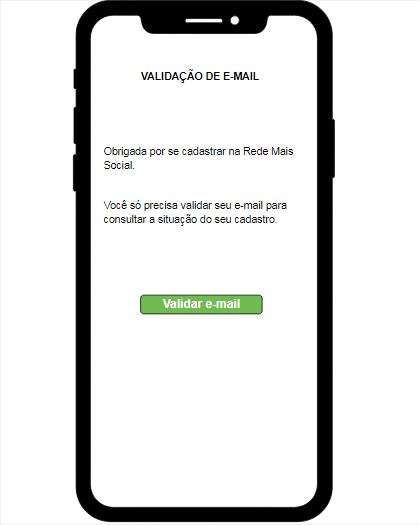 VALIDAÇÃO DE E-MAIL
Obrigada por se cadastrar na Rede Mais
Social.
Você só precisa validar seu e-mail para
consultar a situação do seu cadastro.
Validar e-mail